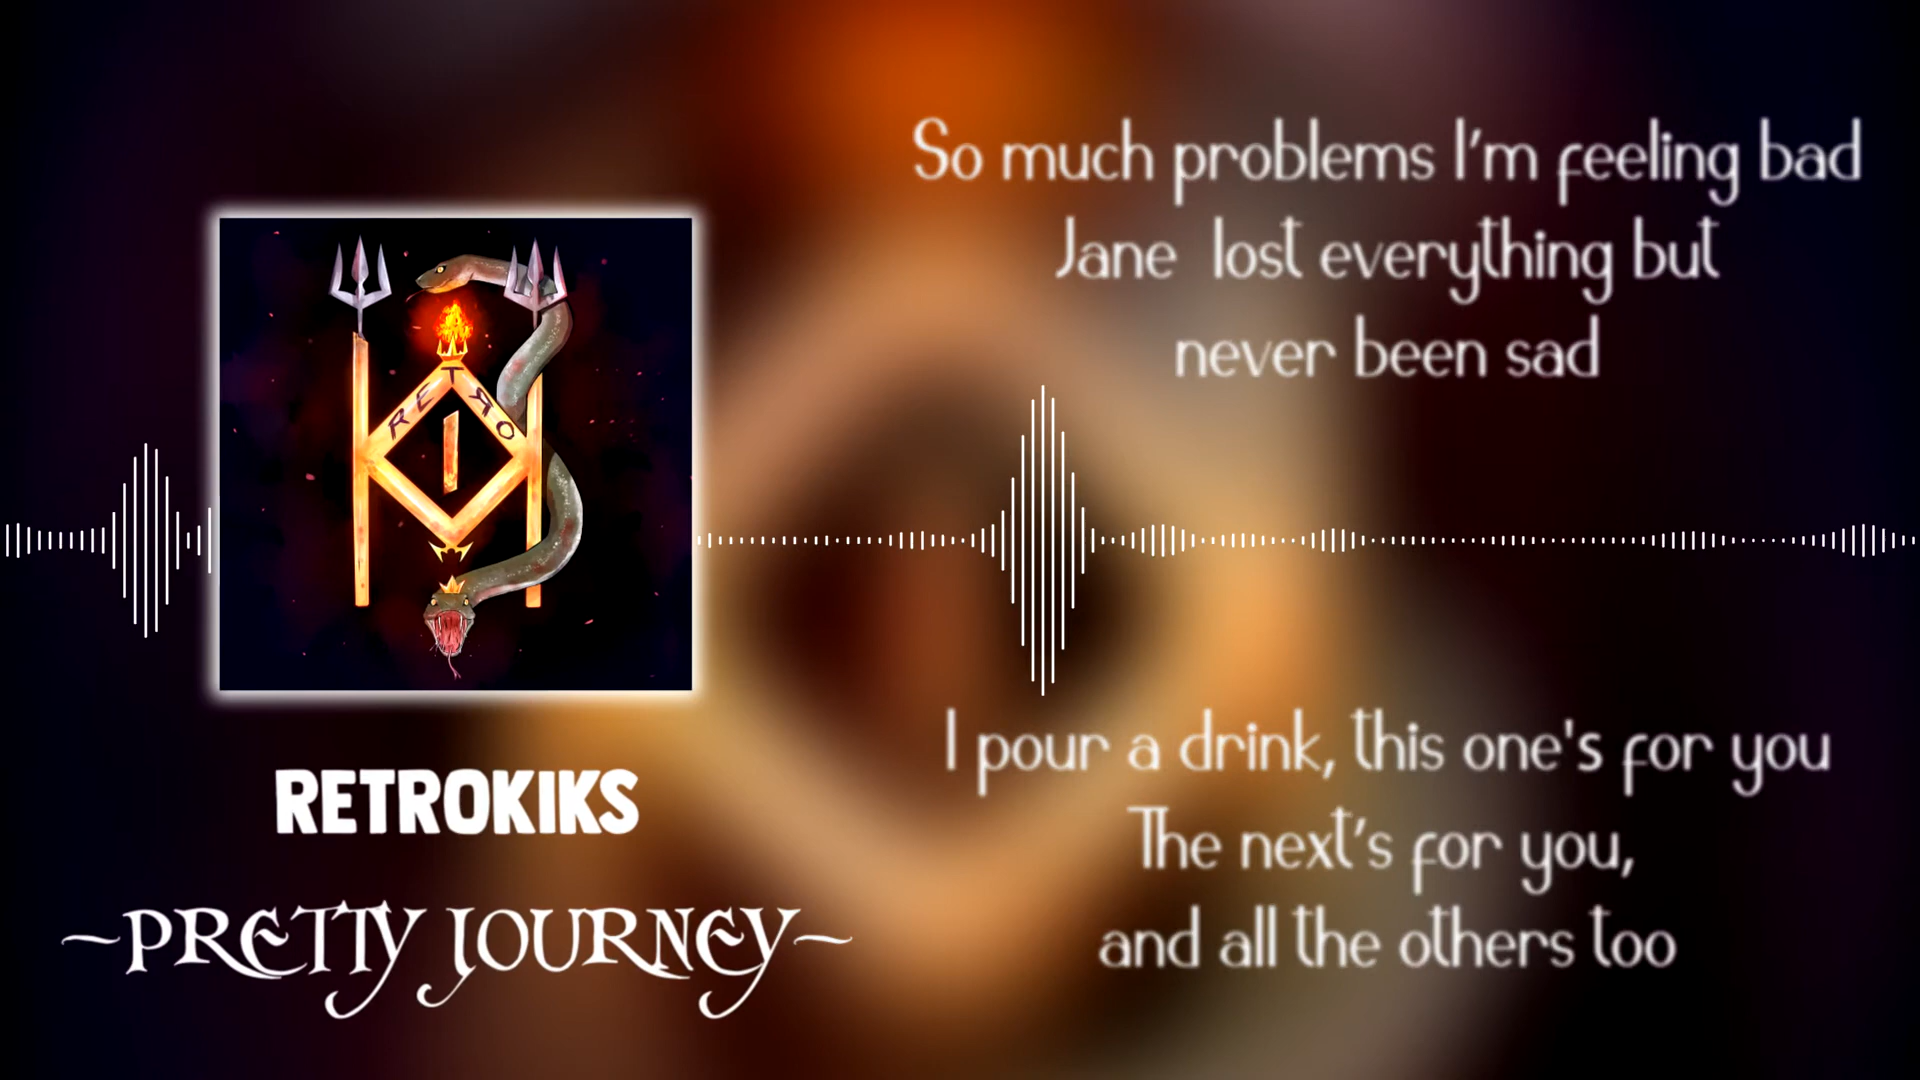 RETRO
RETROKIKS
~PRETTY JOURNEY~
So much problems I'm feeling bad
Jane lost everything but
never been sad
I pour a drink, this one's for you
The next's for you,
and all the others too